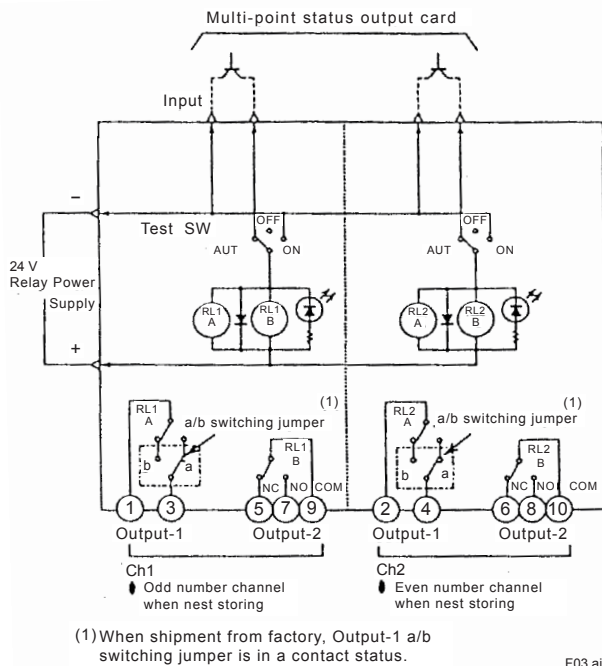 Multi-point status output card
Input
−
Test SW
OFF
AUT
ON
OFF
AUT
ON
24 V
Relay Power
Supply
+
RL1
A
RL1
B
RL2
A
RL2
B
RL1
A
(1)
a/b switching jumper
b
a
RL1
B
NC
NO
COM
RL2
A
(1)
a/b switching jumper
b
a
RL2
B
NC
NO
COM
1
3
5
7
9
2
4
6
8
10
Output-1
Output-2
Output-1
Output-2
Ch1
Odd number channel
when nest storing
Ch2
Even number channel
when nest storing
(1) When shipment from factory, Output-1 a/b
switching jumper is in a contact status.
F03.ai